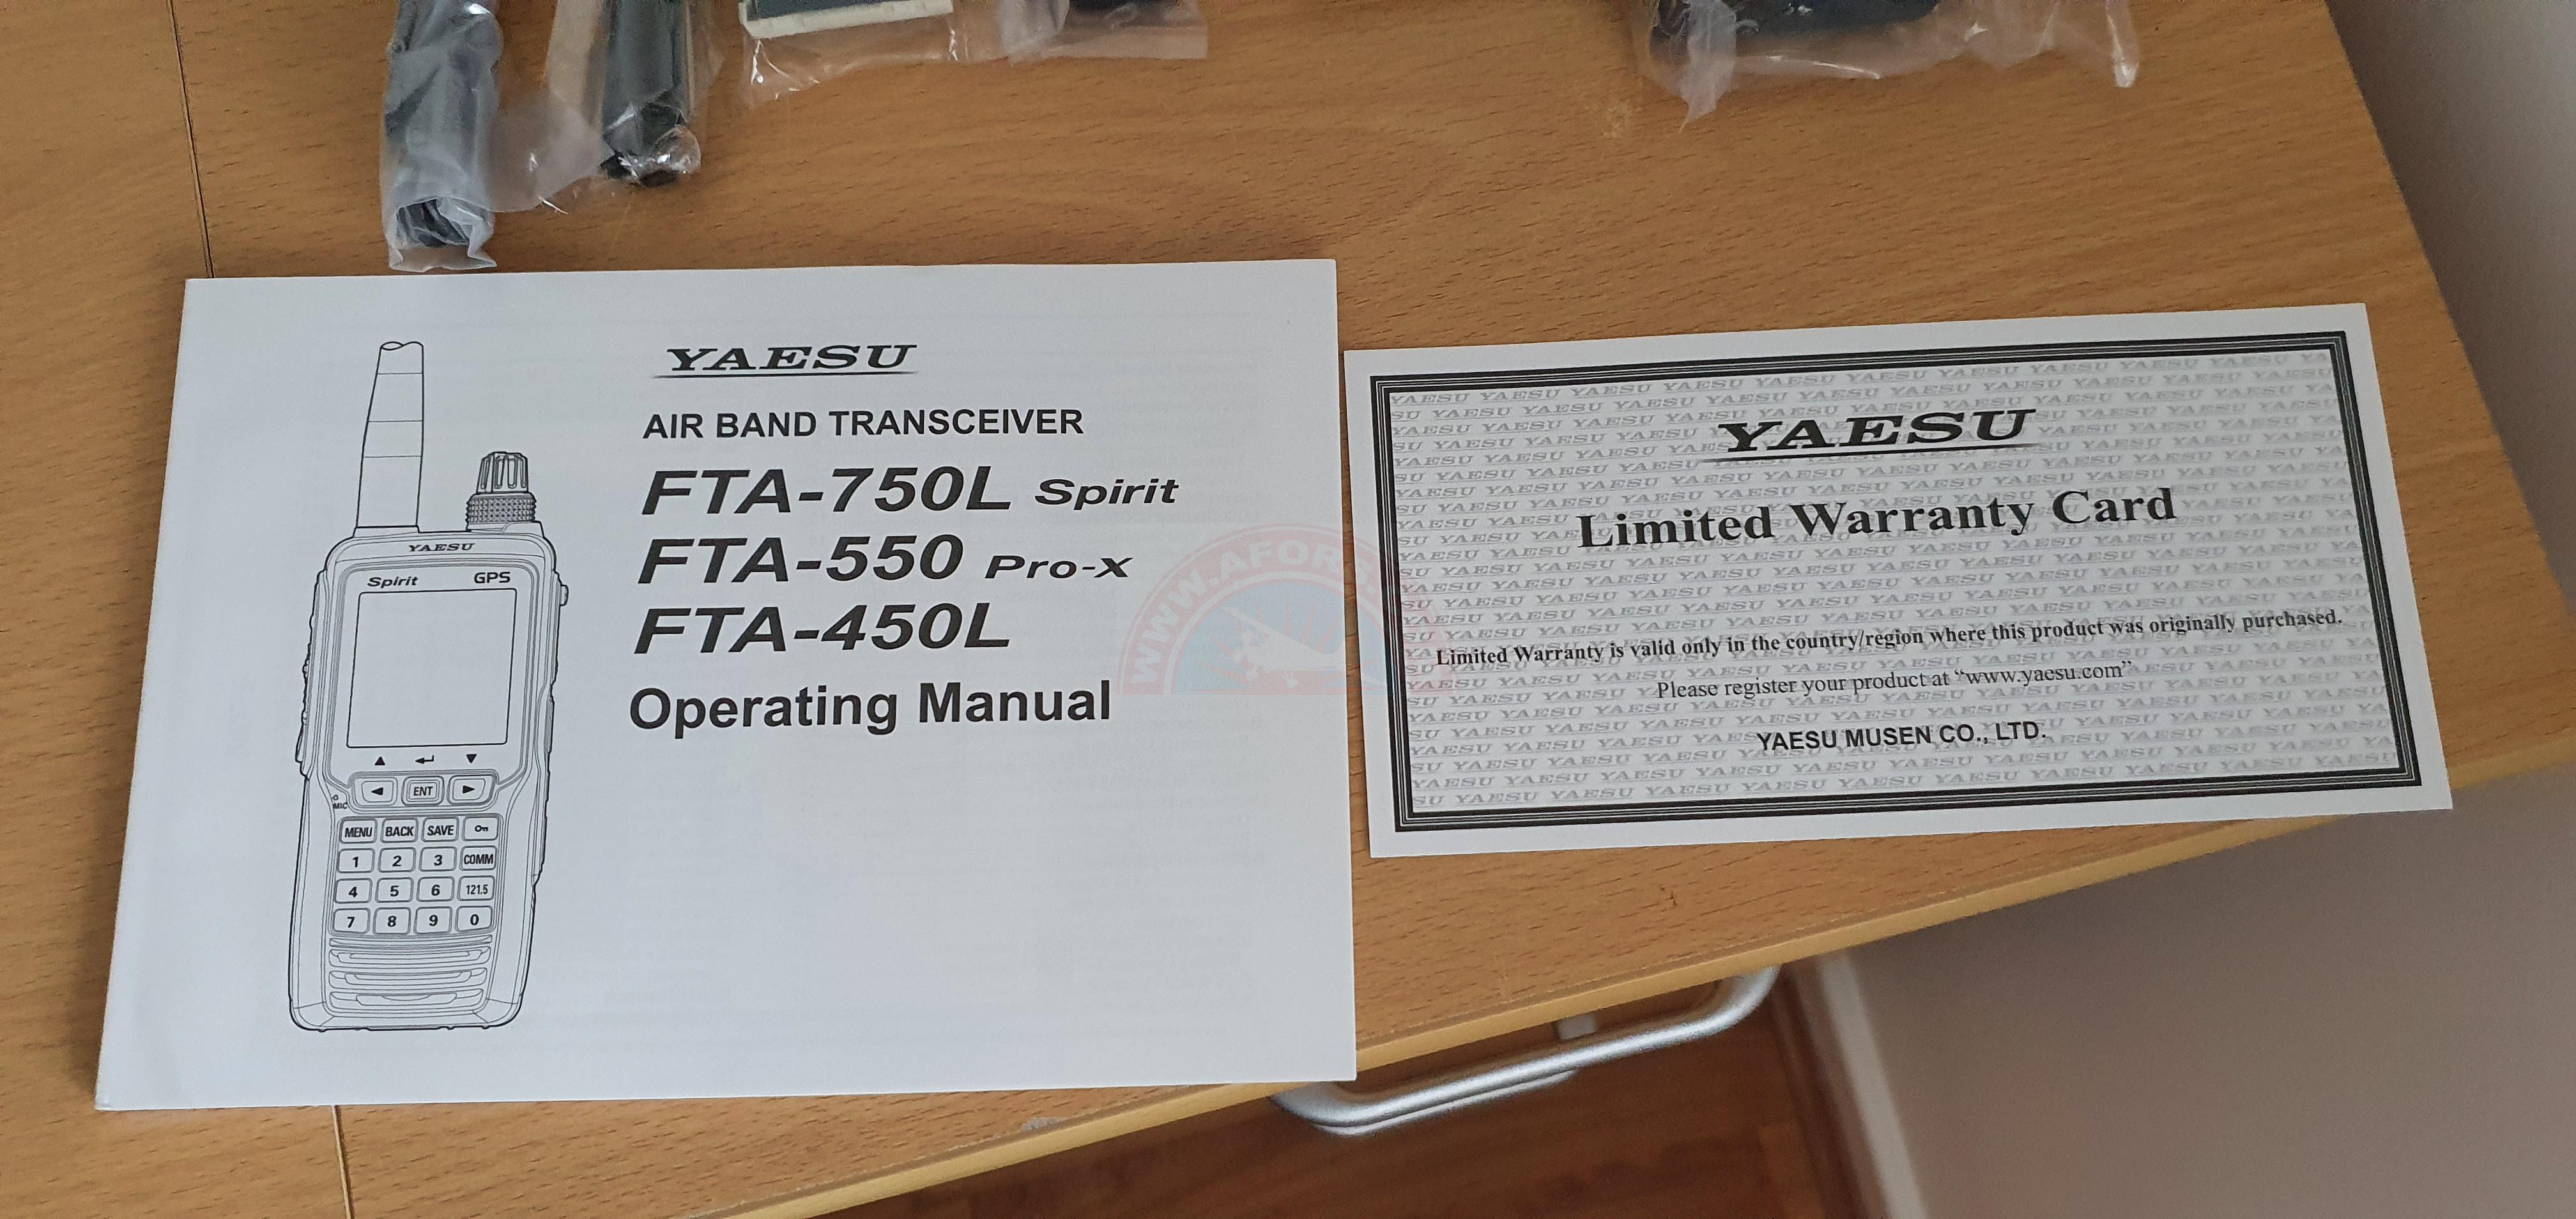 YAESU
AIR BAND TRANSCEIVER
FTA-750L Spirit
FTA-550 Pro-X
FTA-450L
Operating Manual
YAESU
Spirit GPS
▲ ↵ ▼
◄ ENT ►
MIC
MENU BACK SAVE
1 2 3 COMM
4 5 6 121.5
7 8 9 0
YAESU
Limited Warranty Card
Limited Warranty is valid only in the country/region where this product was originally purchased.
Please register your product at “www.yaesu.com”
YAESU MUSEN CO., LTD.
WWW.AFORS.